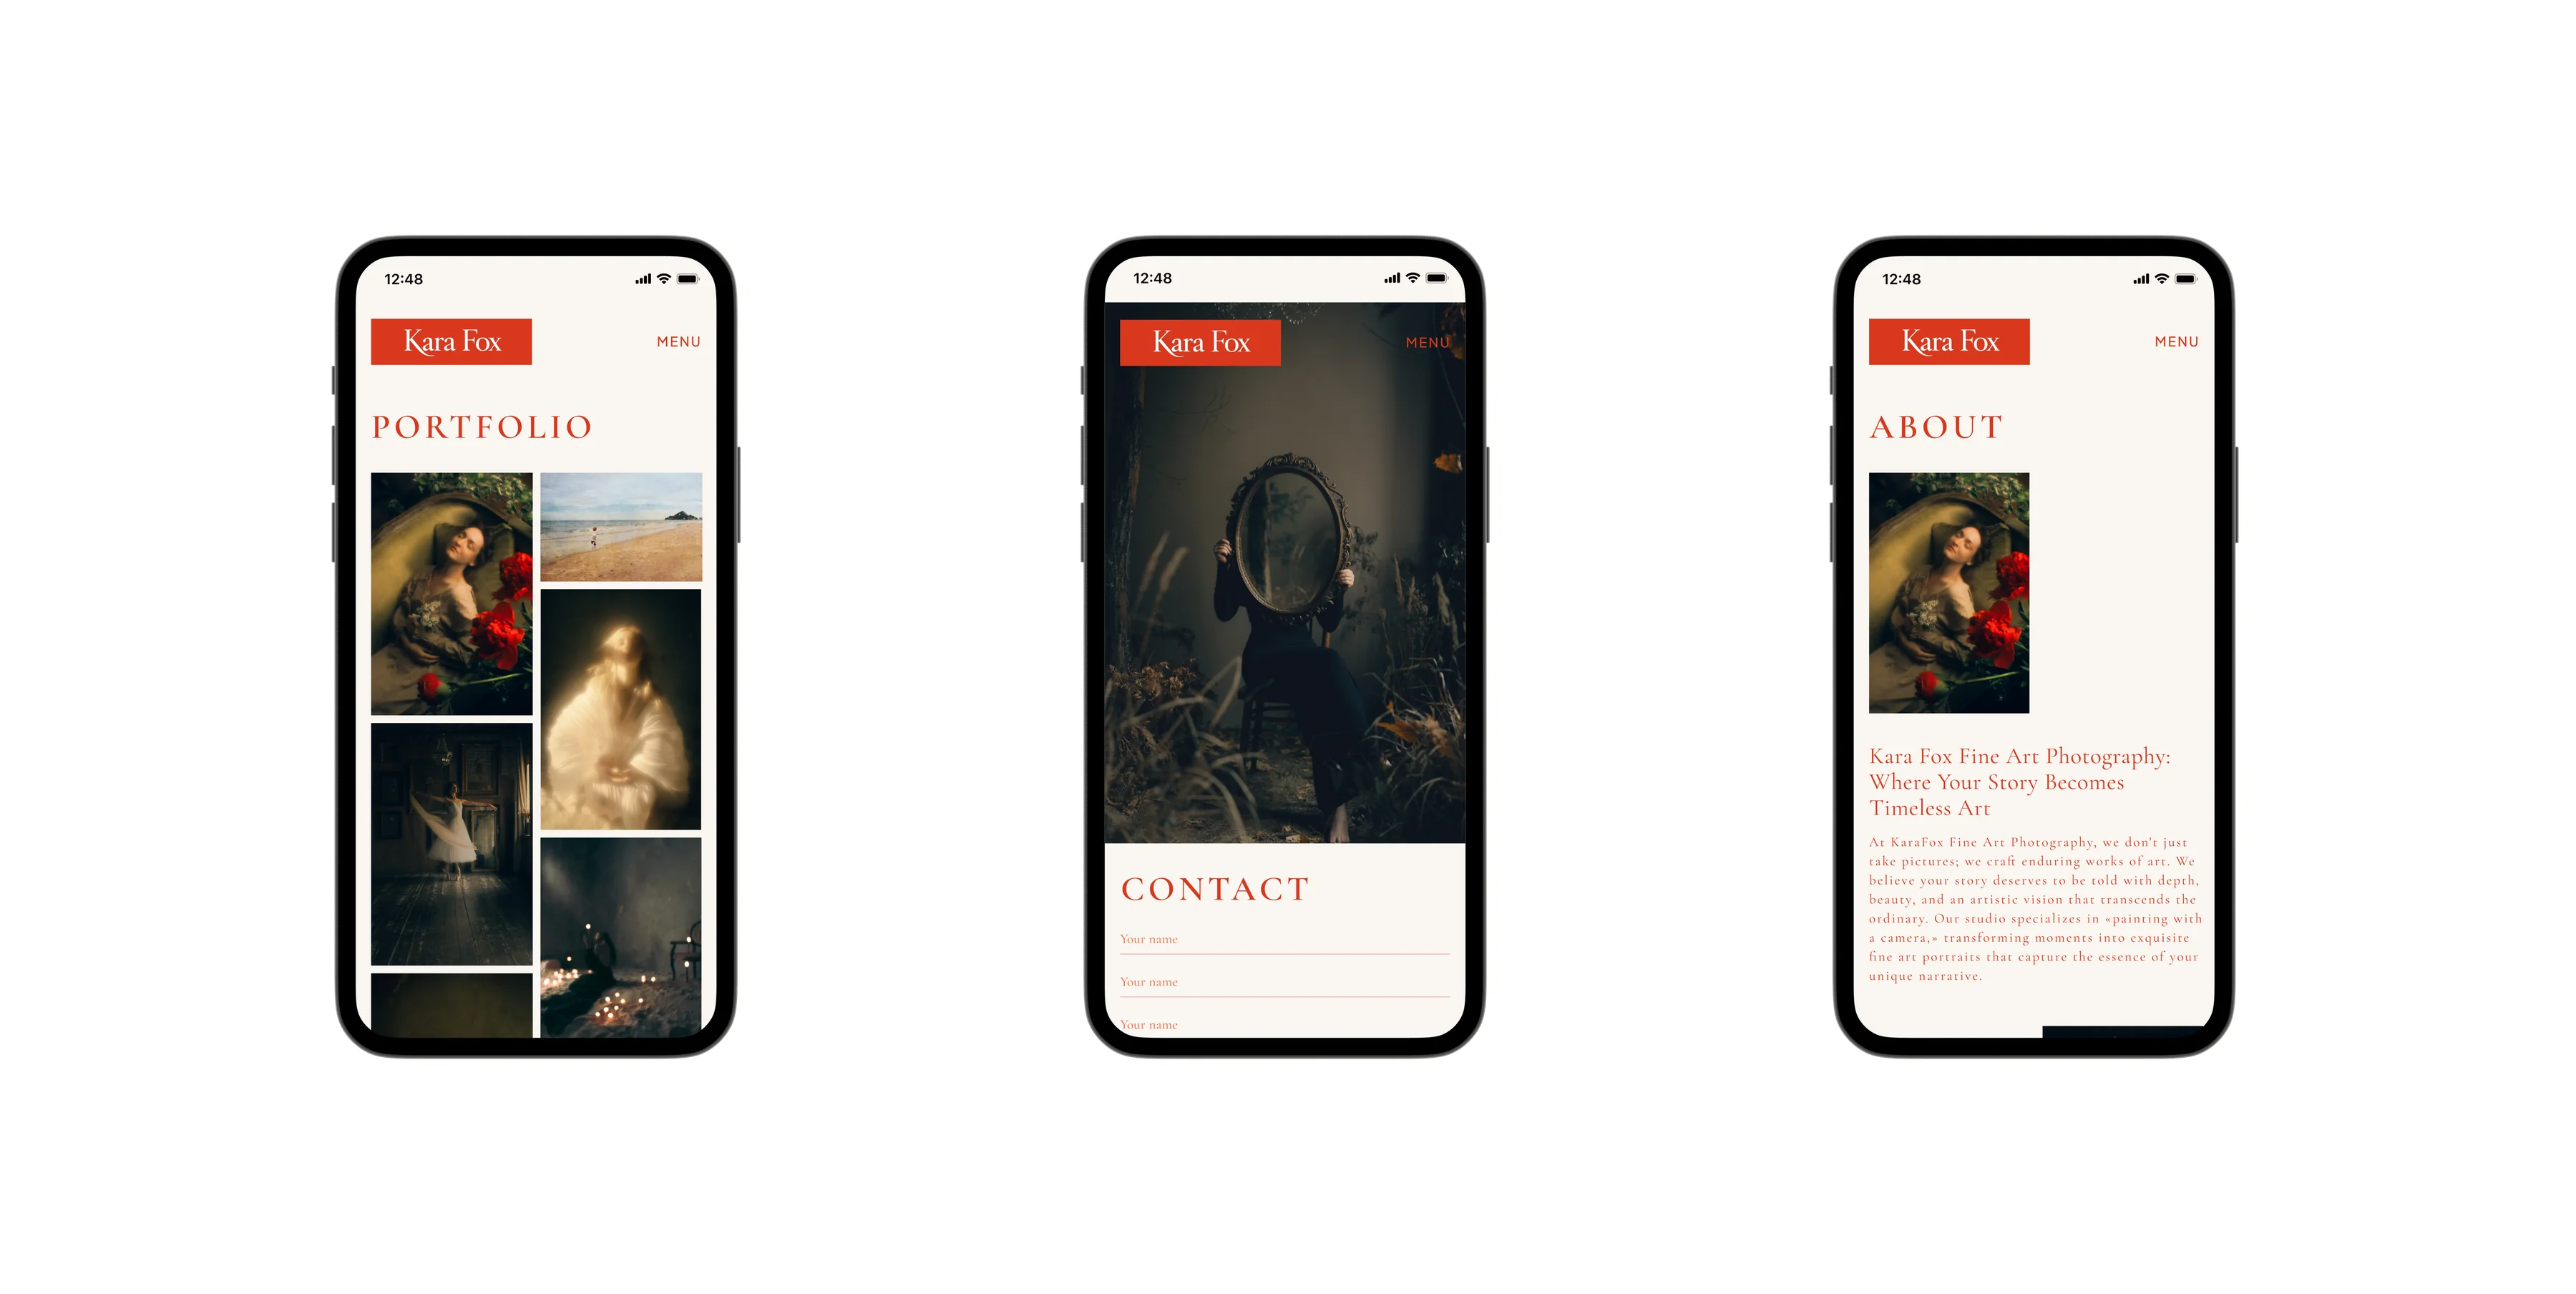 12:48
Kara Fox
MENU
PORTFOLIO
12:48
Kara Fox
MENU
CONTACT
Your name
Your name
Your name
12:48
Kara Fox
MENU
ABOUT
Kara Fox Fine Art Photography:
Where Your Story Becomes
Timeless Art
At KaraFox Fine Art Photography, we don't just
take pictures; we craft enduring works of art. We
believe your story deserves to be told with depth,
beauty, and an artistic vision that transcends the
ordinary. Our studio specializes in «painting with
a camera,» transforming moments into exquisite
fine art portraits that capture the essence of your
unique narrative.